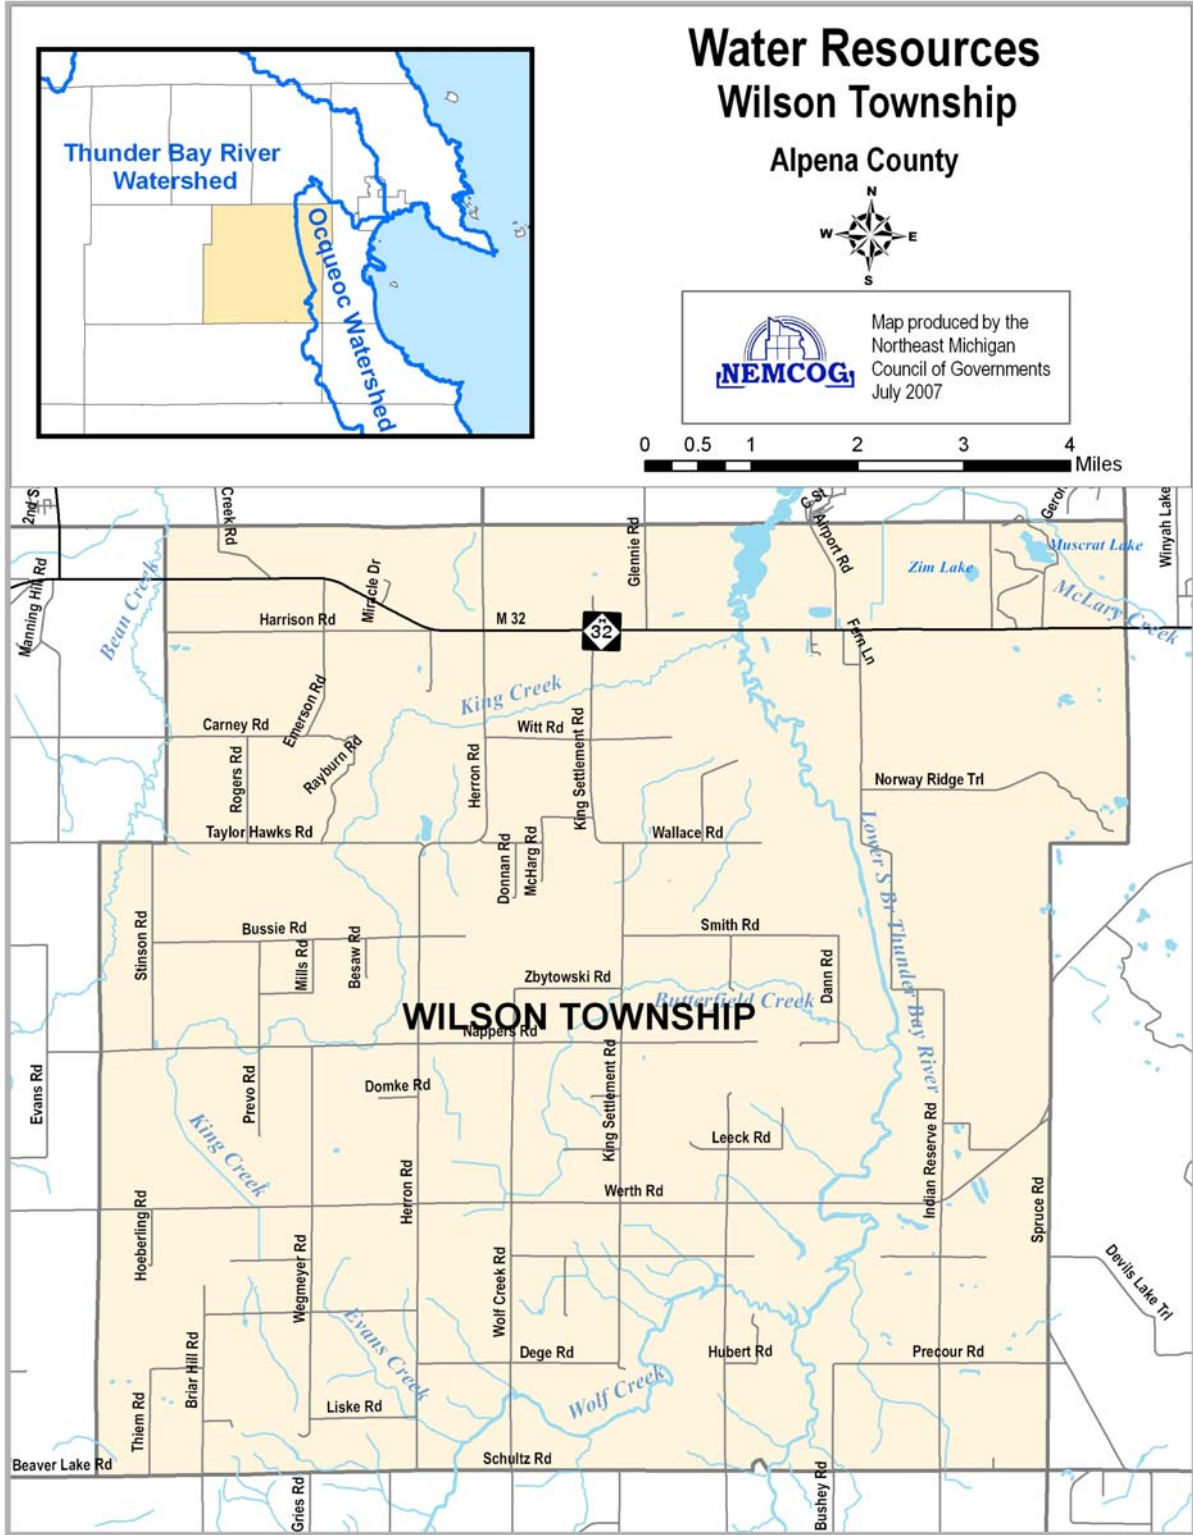 Water Resources
Wilson Township
Alpena County
N
W
E
S
Thunder Bay River
Watershed
Ocqueoc Watershed
NEMCOG
Map produced by the
Northeast Michigan
Council of Governments
July 2007
0 0.5 1 2 3 4
Miles
2nd S
Creek Rd
Glennie Rd
G St
Airport Rd
Geron
Winyah Lake
Muscrat Lake
Zim Lake
McLary Creek
Manning Hill Rd
Bean Creek
Miracle Dr
Harrison Rd
M 32
M
32
Fern Ln
King Creek
Emerson Rd
Carney Rd
Witt Rd
King Settlement Rd
Rogers Rd
Rayburn Rd
Herron Rd
Norway Ridge Trl
Taylor Hawks Rd
Wallace Rd
Donnan Rd
McHarg Rd
Lower S Br Thunder Bay River
Stinson Rd
Bussie Rd
Mills Rd
Besaw Rd
Smith Rd
Dann Rd
Zbytowski Rd
Butterfield Creek
WILSON TOWNSHIP
Nappers Rd
Evans Rd
Prevo Rd
Domke Rd
King Settlement Rd
King Creek
Leeck Rd
Indian Reserve Rd
Herron Rd
Werth Rd
Hoeberling Rd
Spruce Rd
Wegmeyer Rd
Wolf Creek Rd
Devils Lake Trl
Evans Creek
Briar Hill Rd
Dege Rd
Hubert Rd
Precour Rd
Wolf Creek
Thiem Rd
Liske Rd
Beaver Lake Rd
Schultz Rd
Gries Rd
Bushey Rd